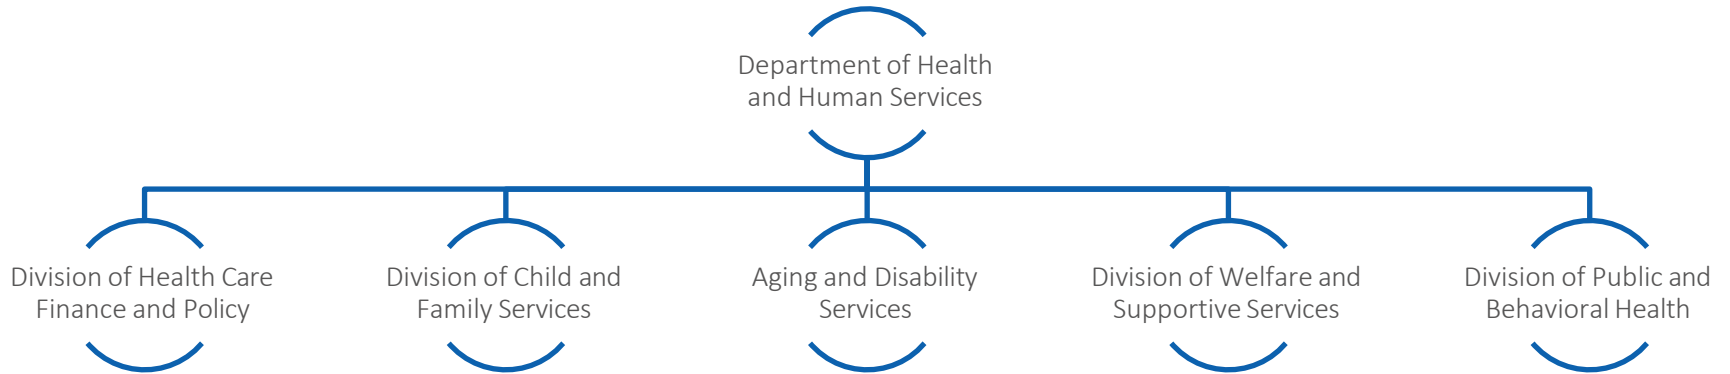 Department of Health
and Human Services
Division of Health Care
Finance and Policy
Division of Child and
Family Services
Aging and Disability
Services
Division of Welfare and
Supportive Services
Division of Public and
Behavioral Health